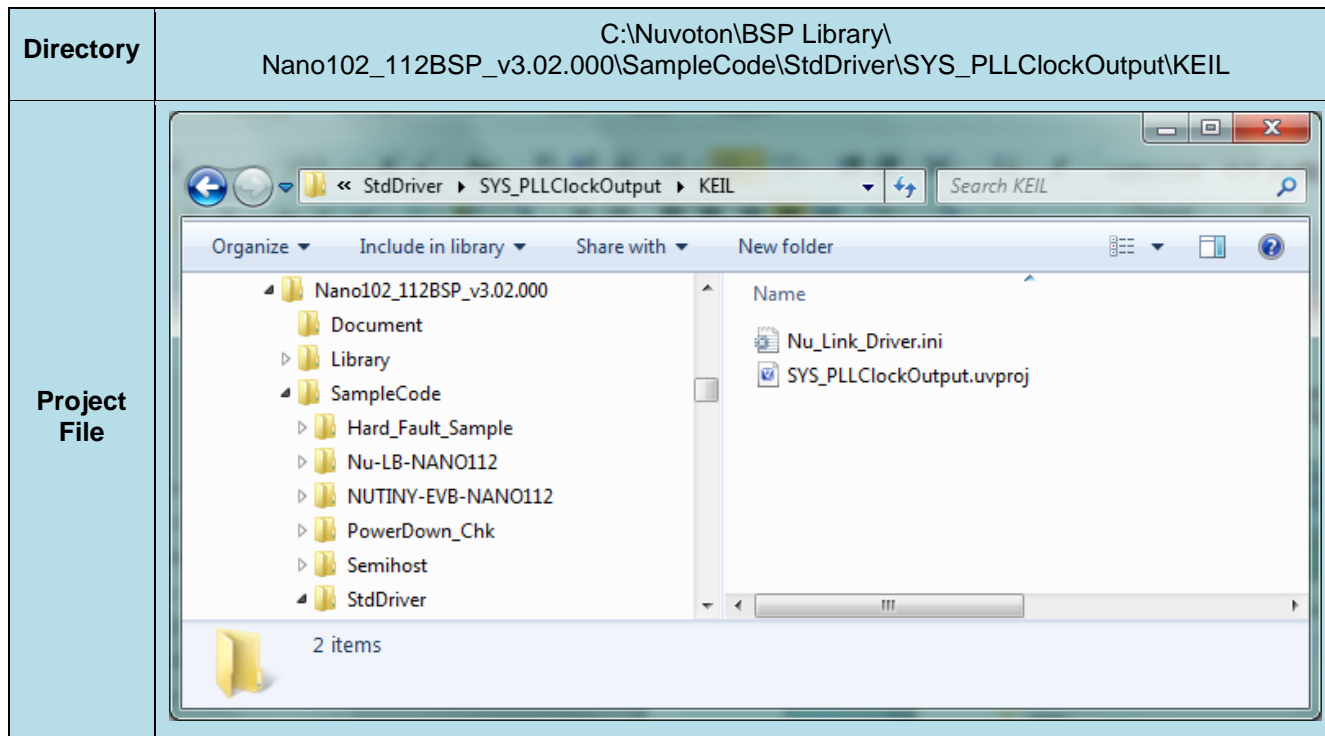 Directory
C:\Nuvoton\BSP Library\
Nano102_112BSP_v3.02.000\SampleCode\StdDriver\SYS_PLLClockOutput\KEIL
Project
File
« StdDriver ▸ SYS_PLLClockOutput ▸ KEIL
Search KEIL
Organize
Include in library
Share with
New folder
Nano102_112BSP_v3.02.000
Document
Library
SampleCode
Hard_Fault_Sample
Nu-LB-NANO112
NUTINY-EVB-NANO112
PowerDown_Chk
Semihost
StdDriver
Name
Nu_Link_Driver.ini
SYS_PLLClockOutput.uvproj
2 items